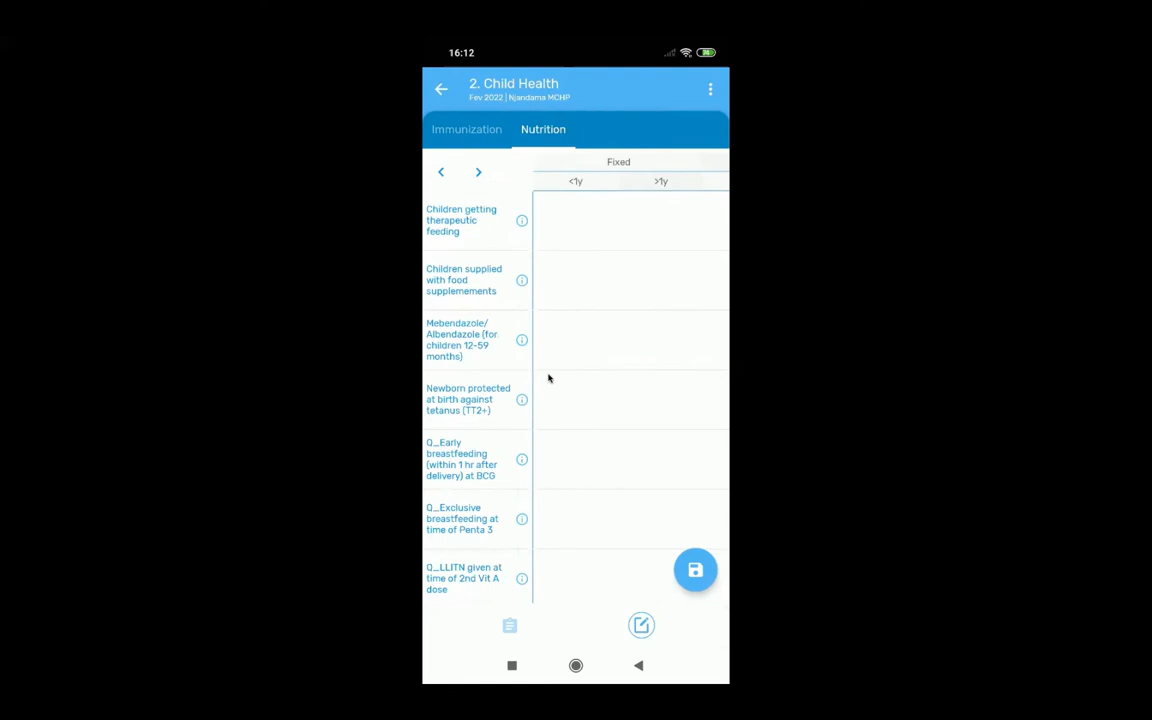 16:12
2. Child Health
Fev 2022 | Njandama MCHP
Immunization
Nutrition
Fixed
<1y
>1y
Children getting
therapeutic
feeding
Children supplied
with food
supplemements
Mebendazole/
Albendazole (for
children 12-59
months)
Newborn protected
at birth against
tetanus (TT2+)
Q_Early
breastfeeding
(within 1 hr after
delivery) at BCG
Q_Exclusive
breastfeeding at
time of Penta 3
Q_LLITN given at
time of 2nd Vit A
dose